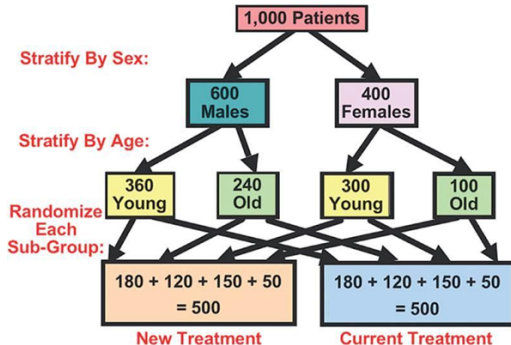 1,000 Patients
Stratify By Sex:
600
Males
400
Females
Stratify By Age:
360
Young
240
Old
300
Young
100
Old
Randomize
Each
Sub-Group:
180 + 120 + 150 + 50
= 500
180 + 120 + 150 + 50
= 500
New Treatment
Current Treatment